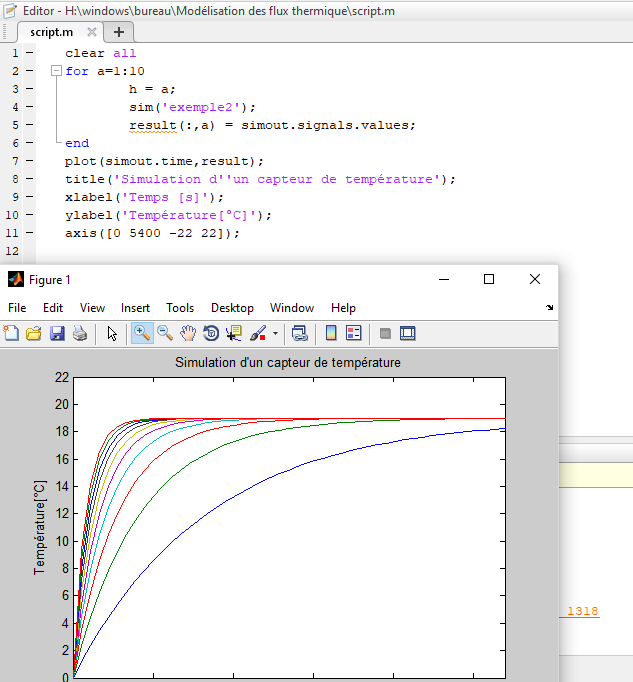 Editor - H:\windows\bureau\Modélisation des flux thermique\script.m
script.m
1 clear all
2 for a=1:10
3 h = a;
4 sim('exemple2');
5 result(:,a) = simout.signals.values;
6 end
7 plot(simout.time,result);
8 title('Simulation d''un capteur de température');
9 xlabel('Temps [s]');
10 ylabel('Température[°C]');
11 axis([0 5400 -22 22]);
12
Figure 1
File Edit View Insert Tools Desktop Window Help
Simulation d'un capteur de température
22
20
18
16
14
12
10
8
6
4
2
0
Température[°C]
1318